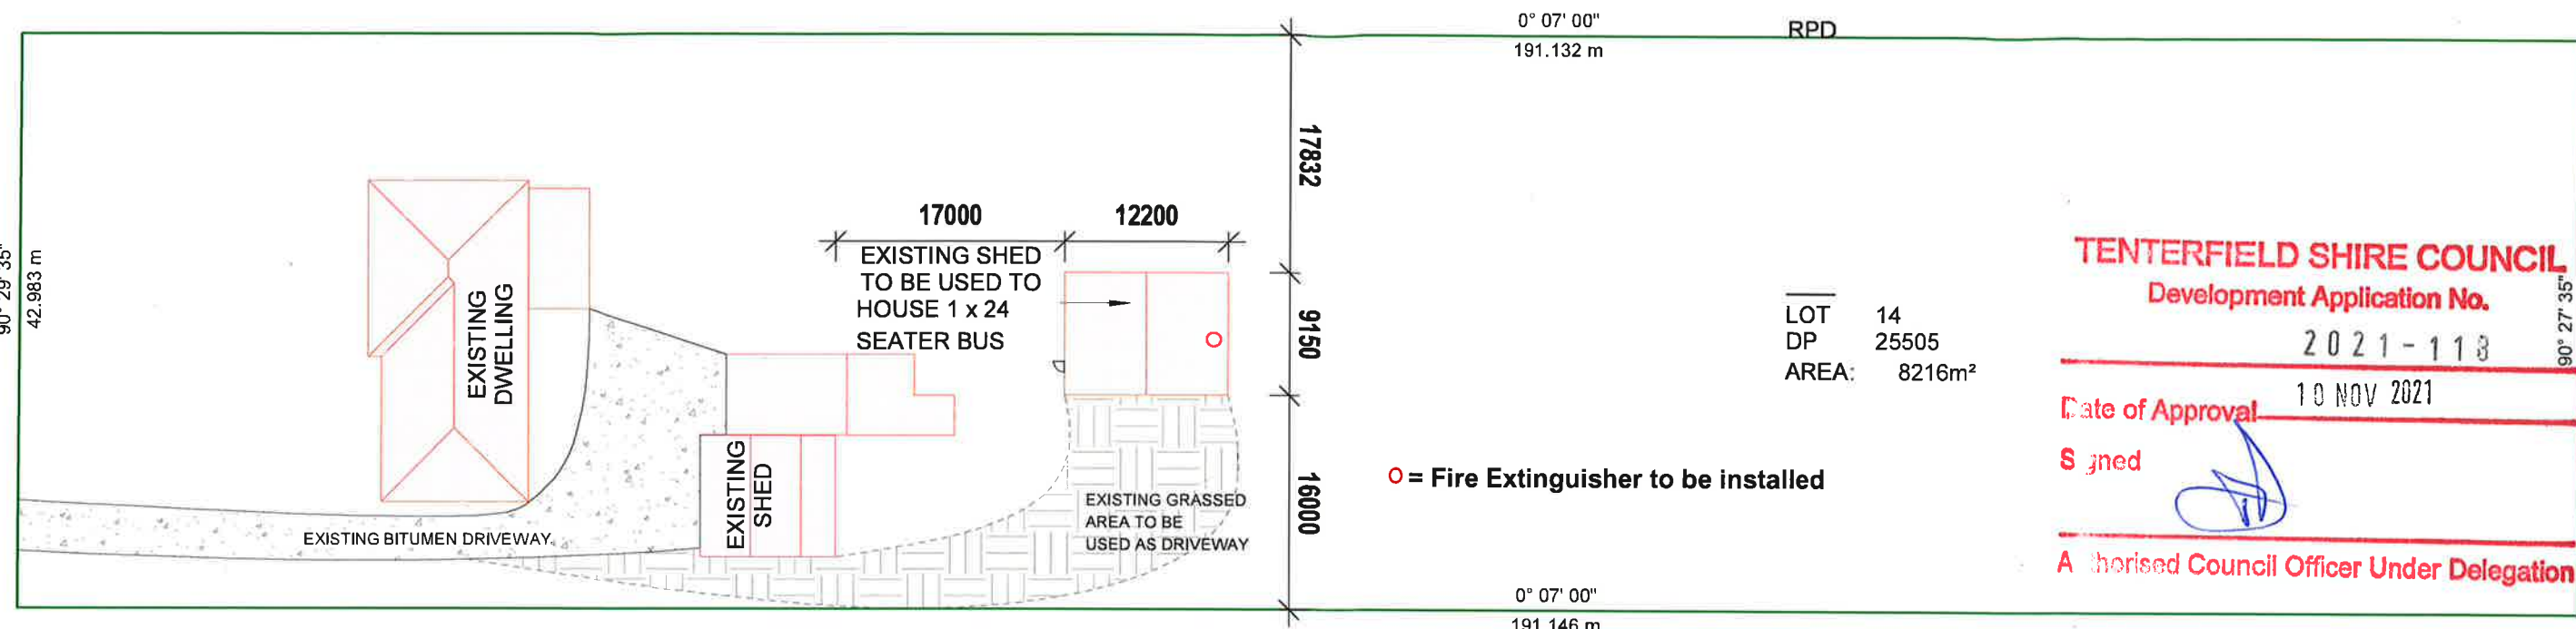 0° 07' 00"
191.132 m
RPD
90° 29' 35"
42.983 m
17832
17000
12200
EXISTING SHED
TO BE USED TO
HOUSE 1 x 24
SEATER BUS
9150
EXISTING
DWELLING
EXISTING
SHED
16000
EXISTING GRASSED
AREA TO BE
USED AS DRIVEWAY
EXISTING BITUMEN DRIVEWAY
= Fire Extinguisher to be installed
LOT 14
DP 25505
AREA: 8216m²
0° 07' 00"
191.146 m
TENTERFIELD SHIRE COUNCIL
Development Application No.
2021-118
Date of Approval 10 NOV 2021
Signed
Authorised Council Officer Under Delegation
90° 27' 35"